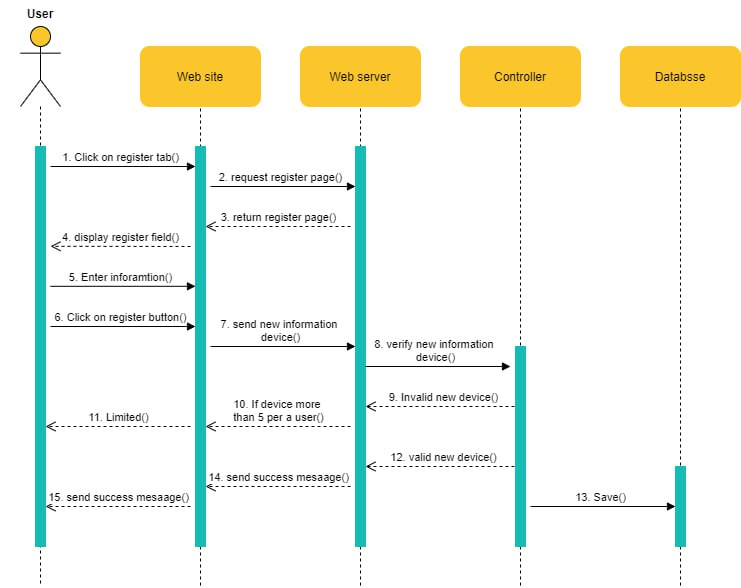 User
Web site
Web server
Controller
Databsse
1. Click on register tab()
2. request register page()
3. return register page()
4. display register field()
5. Enter inforamtion()
6. Click on register button()
7. send new information
device()
8. verify new information
device()
9. Invalid new device()
10. If device more
than 5 per a user()
11. Limited()
12. valid new device()
14. send success mesaage()
15. send success mesaage()
13. Save()